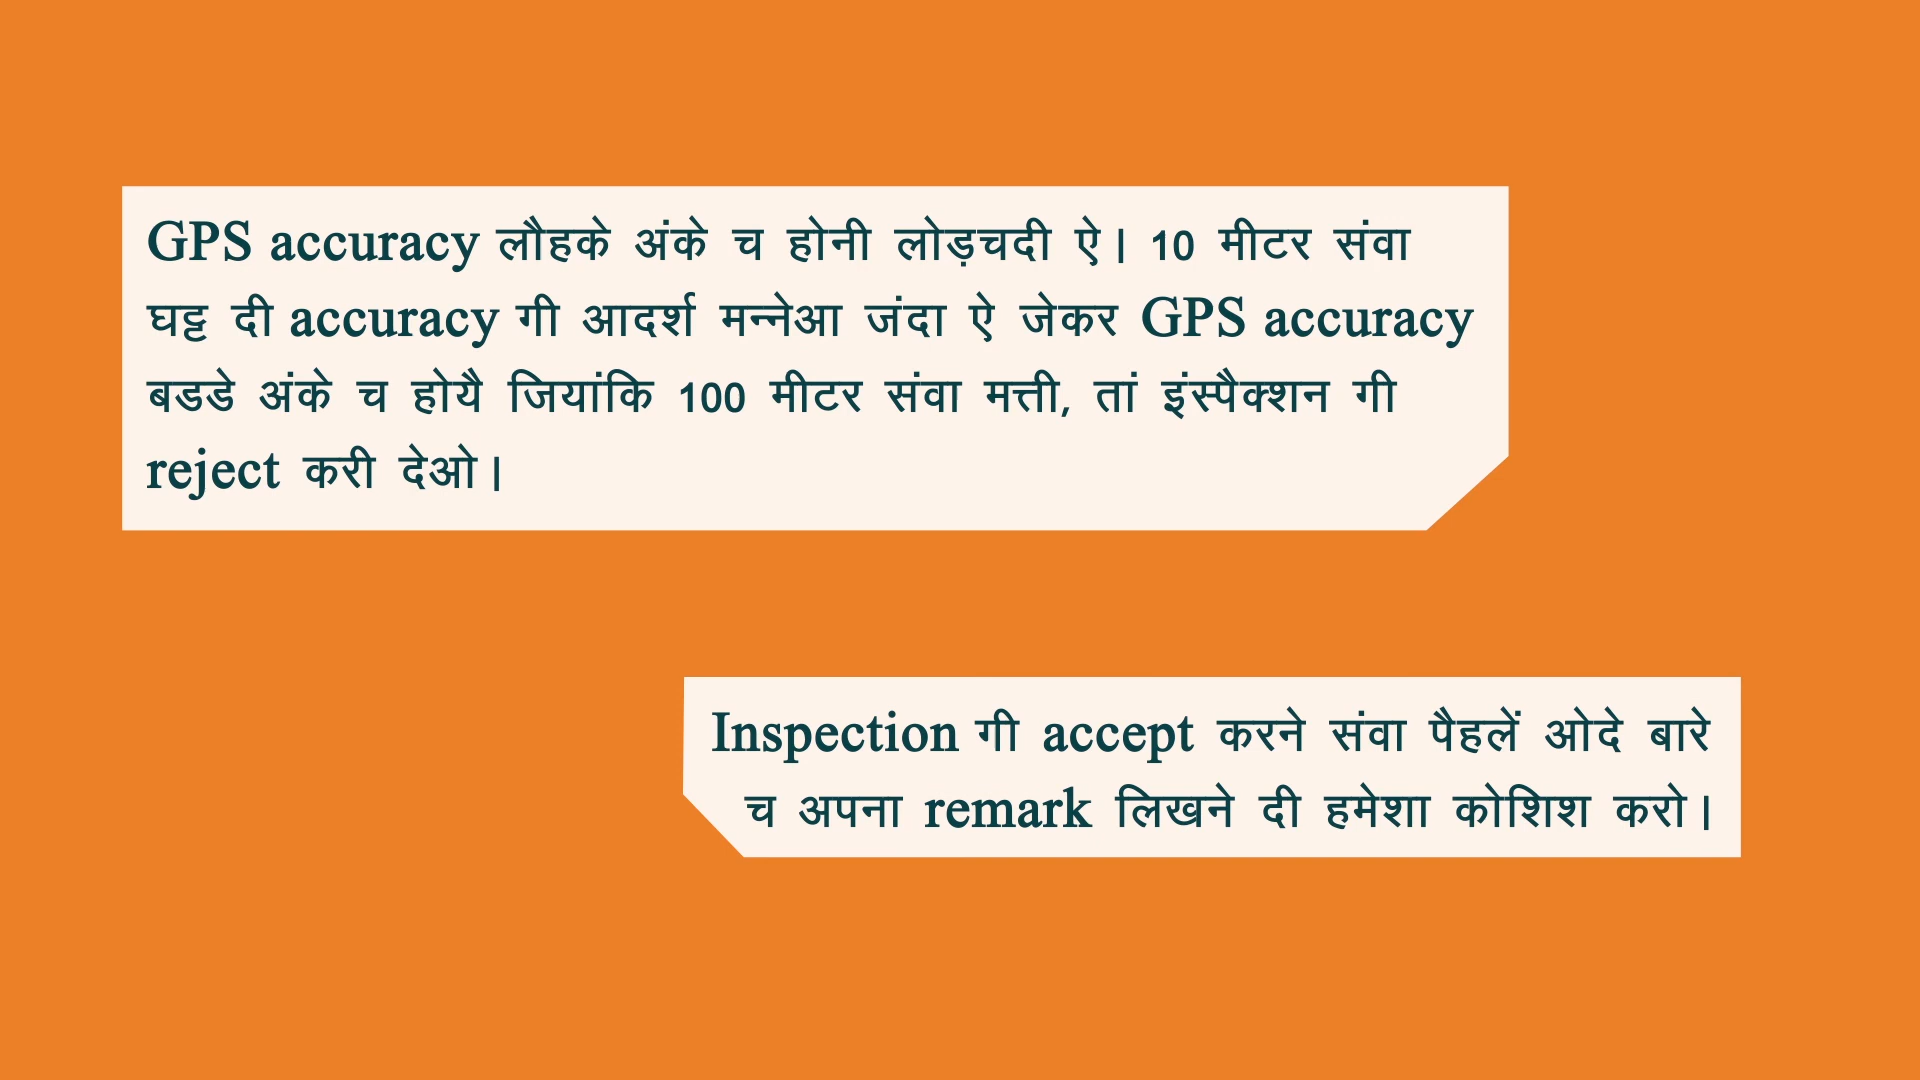 GPS accuracy लौहके अंके च होनी लोड़चदी ऐ। 10 मीटर संवा
घट्ट दी accuracy गी आदर्श मन्नेआ जंदा ऐ जेकर GPS accuracy
बडडे अंके च होयै जियांकि 100 मीटर संवा मत्ती, तां इंस्पैक्शन गी
reject करी देओ।
Inspection गी accept करने संवा पैहलें ओदे बारे
च अपना remark लिखने दी हमेशा कोशिश करो।